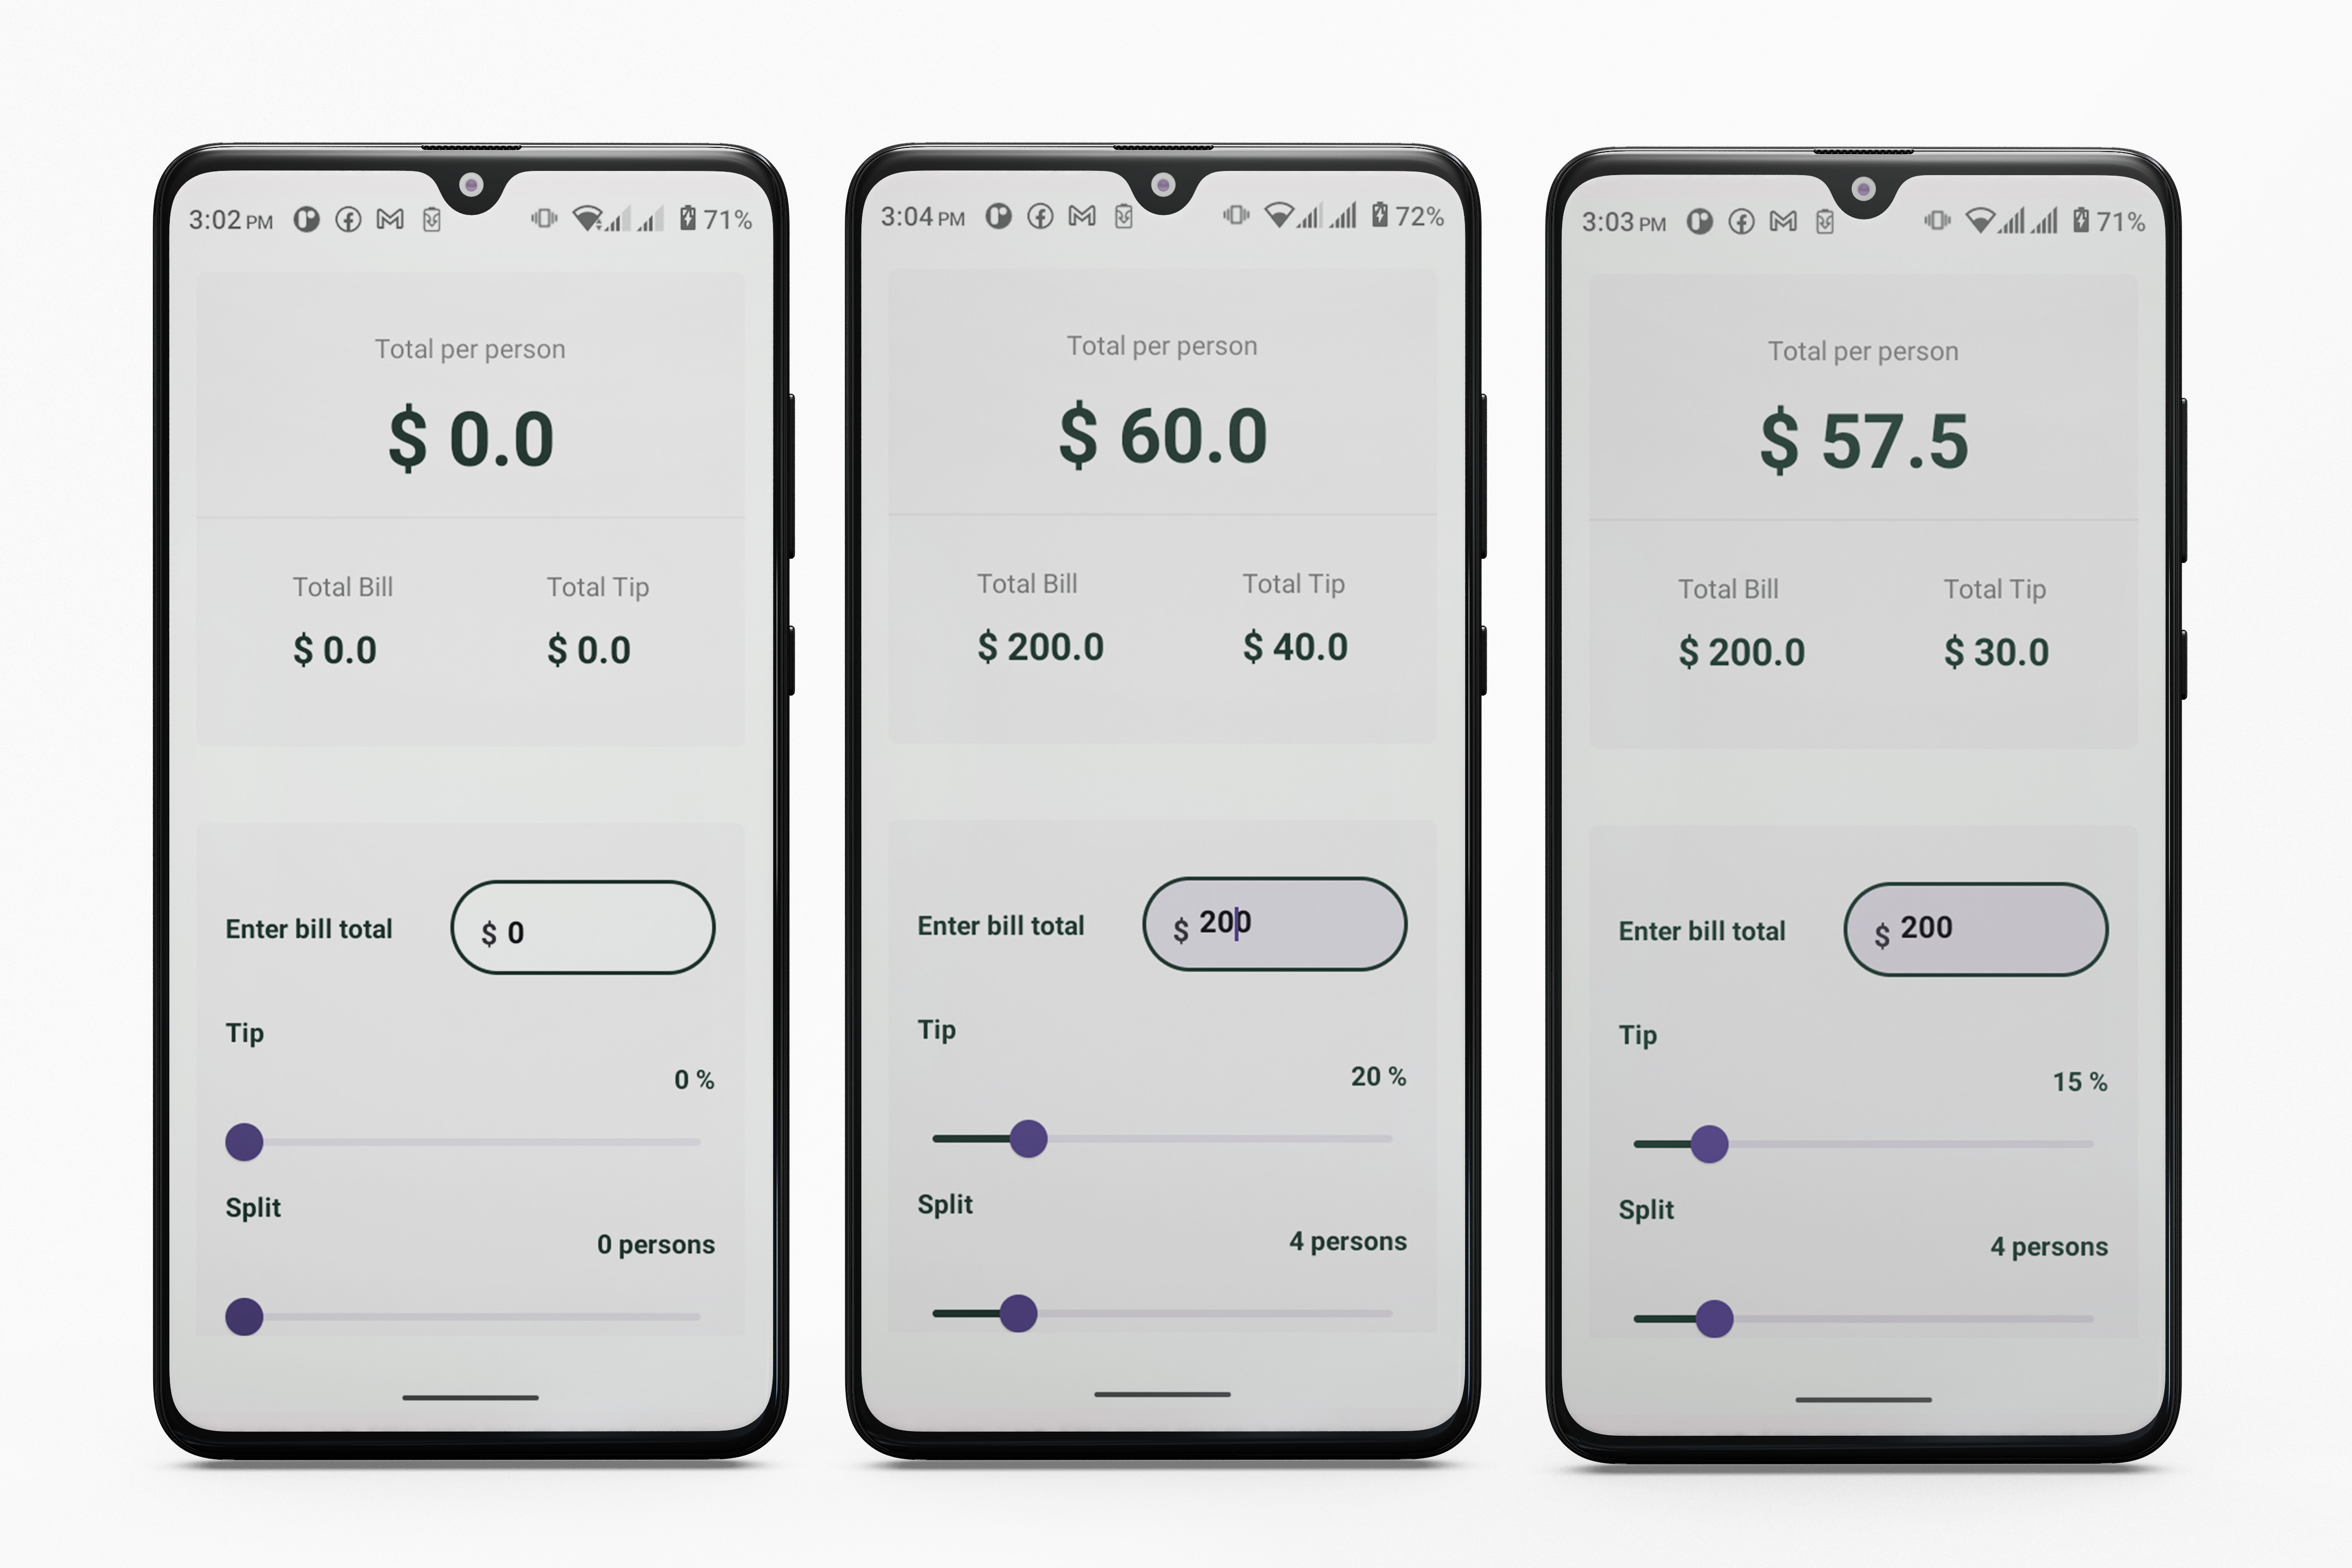 3:02 PM 71%
Total per person
$ 0.0
Total Bill Total Tip
$ 0.0 $ 0.0
Enter bill total $ 0
Tip
0 %
Split
0 persons
3:04 PM 72%
Total per person
$ 60.0
Total Bill Total Tip
$ 200.0 $ 40.0
Enter bill total $ 200
Tip
20 %
Split
4 persons
3:03 PM 71%
Total per person
$ 57.5
Total Bill Total Tip
$ 200.0 $ 30.0
Enter bill total $ 200
Tip
15 %
Split
4 persons